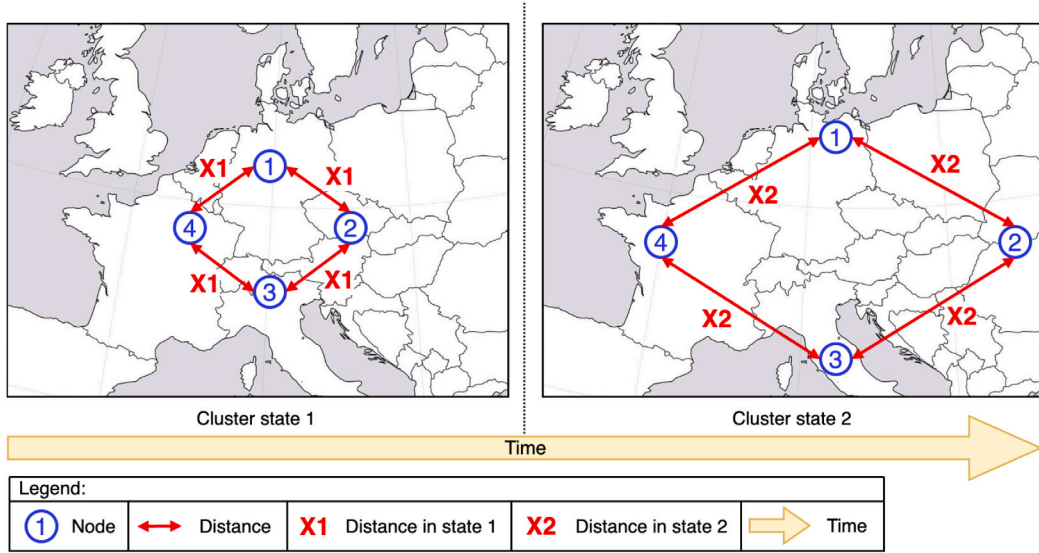 1
X1
X1
4
2
X1
X1
3
1
X2
X2
4
2
X2
X2
3
Cluster state 1
Cluster state 2
Time
Legend:
1 Node
Distance
X1 Distance in state 1
X2 Distance in state 2
Time